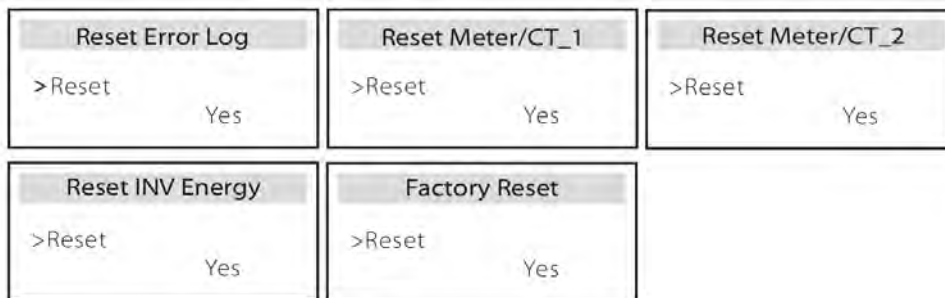 Reset Error Log
>Reset
Yes
Reset Meter/CT_1
>Reset
Yes
Reset Meter/CT_2
>Reset
Yes
Reset INV Energy
>Reset
Yes
Factory Reset
>Reset
Yes